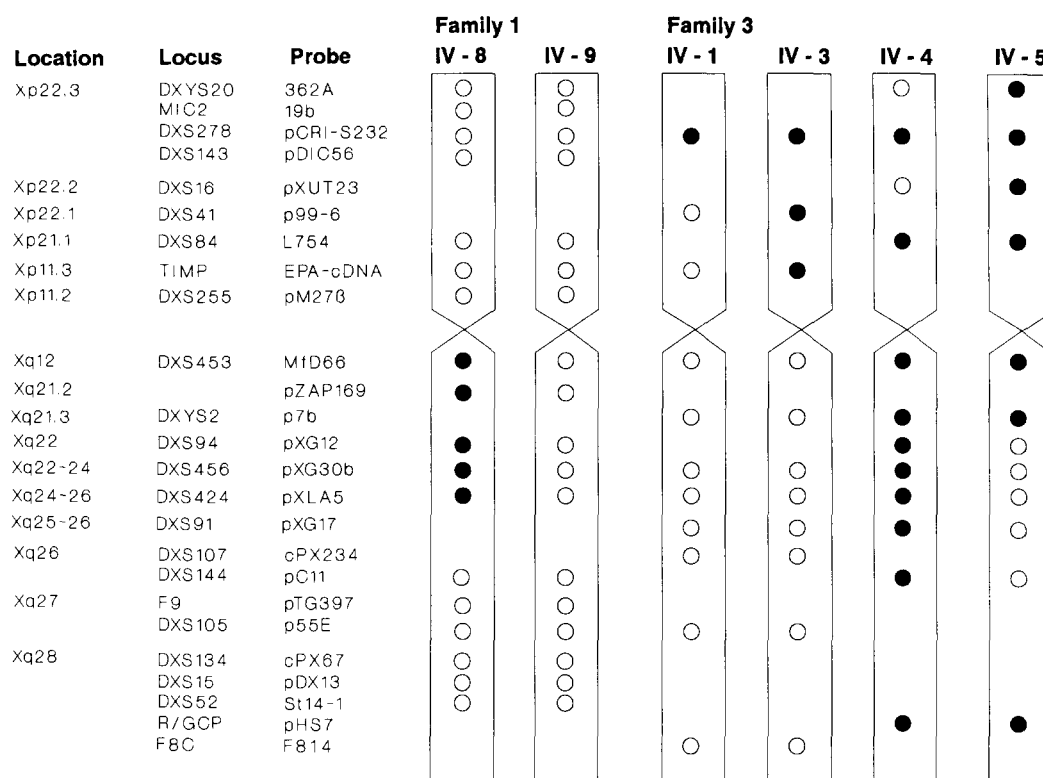 Family 1 Family 3
Location Locus Probe IV - 8 IV - 9 IV - 1 IV - 3 IV - 4 IV - 5
Xp22.3 DXYS20 362A
MIC2 19b
DXS278 pCRI-S232
DXS143 pDIC56
Xp22.2 DXS16 pXUT23
Xp22.1 DXS41 p99-6
Xp21.1 DXS84 L754
Xp11.3 TIMP EPA-cDNA
Xp11.2 DXS255 pM27β
Xq12 DXS453 MfD66
Xq21.2 pZAP169
Xq21.3 DXYS2 p7b
Xq22 DXS94 pXG12
Xq22-24 DXS456 pXG30b
Xq24-26 DXS424 pXLA5
Xq25-26 DXS91 pXG17
Xq26 DXS107 cPX234
DXS144 pC11
Xq27 F9 pTG397
DXS105 p55E
Xq28 DXS134 cPX67
DXS15 pDX13
DXS52 St14-1
R/GCP pHS7
F8C F814